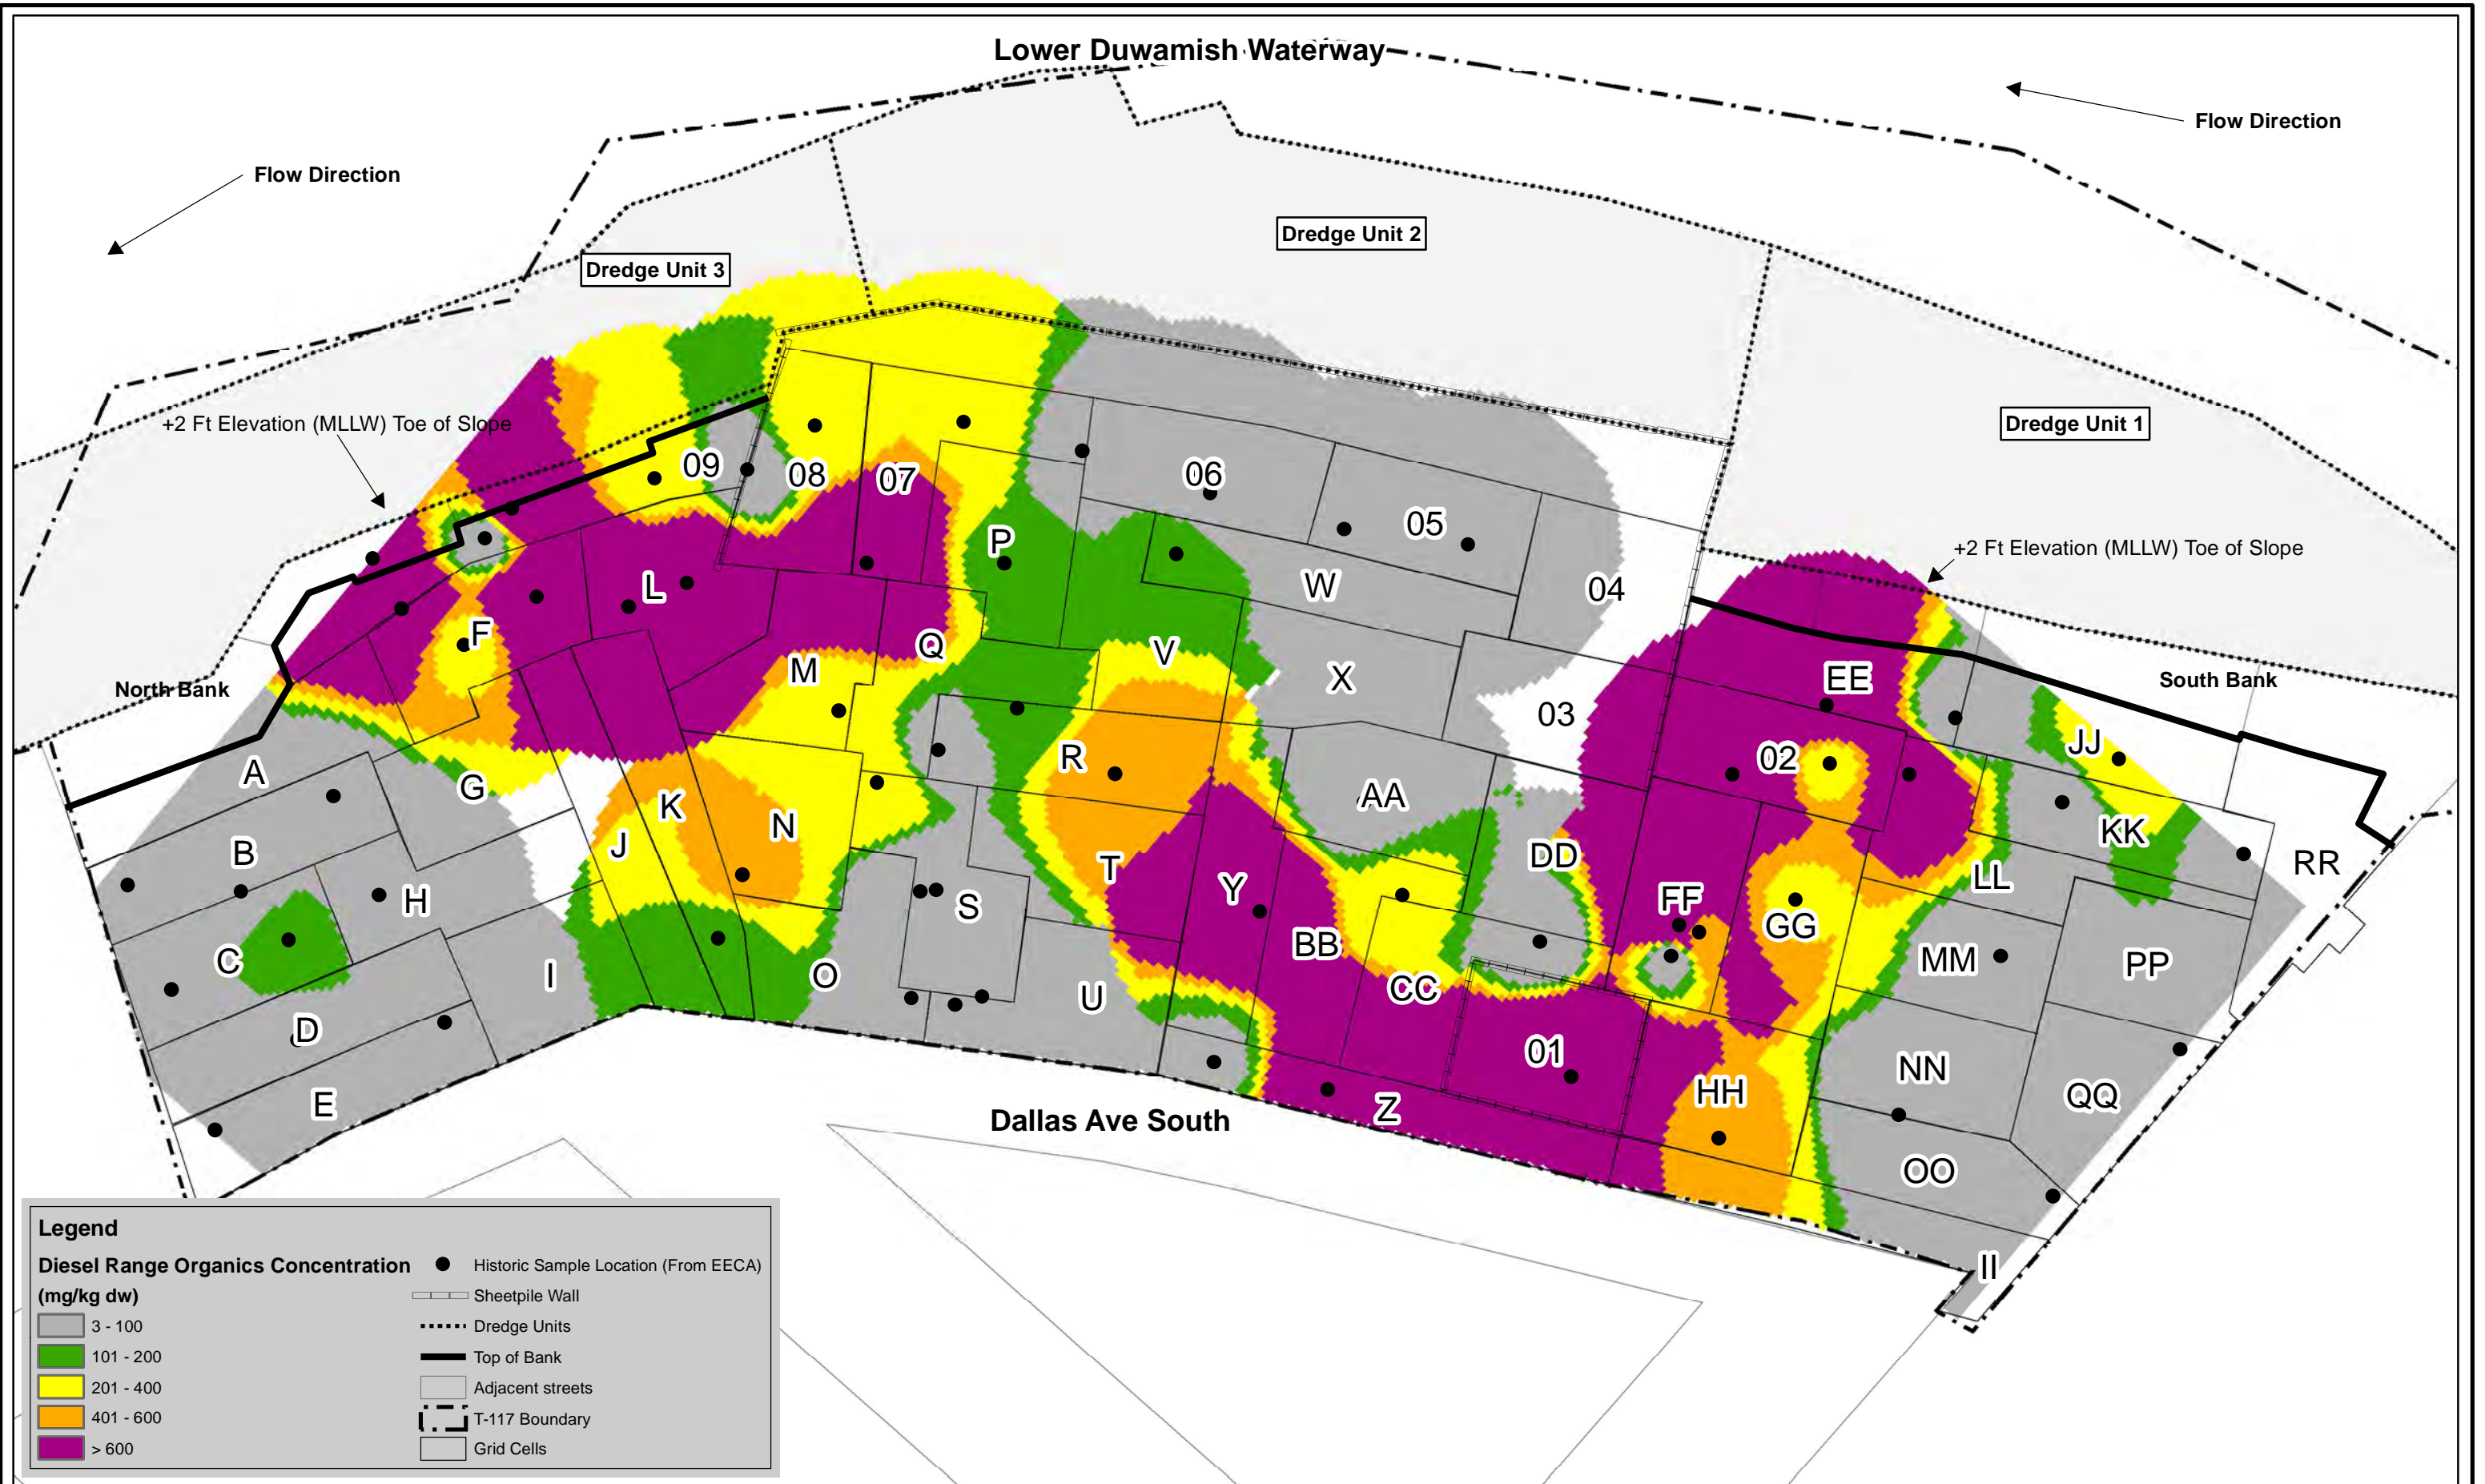 Lower Duwamish Waterway
Flow Direction
Flow Direction
Dredge Unit 2
Dredge Unit 3
Dredge Unit 1
+2 Ft Elevation (MLLW) Toe of Slope
+2 Ft Elevation (MLLW) Toe of Slope
North Bank
South Bank
09
08
07
06
05
04
03
02
01
P
L
W
F
Q
M
V
X
EE
A
G
R
AA
JJ
B
J
K
N
T
Y
DD
KK
LL
RR
C
H
S
BB
FF
GG
I
O
U
CC
MM
PP
D
E
Z
HH
NN
QQ
OO
II
Dallas Ave South
Legend
Diesel Range Organics Concentration
(mg/kg dw)
3 - 100
101 - 200
201 - 400
401 - 600
> 600
Historic Sample Location (From EECA)
Sheetpile Wall
Dredge Units
Top of Bank
Adjacent streets
T-117 Boundary
Grid Cells